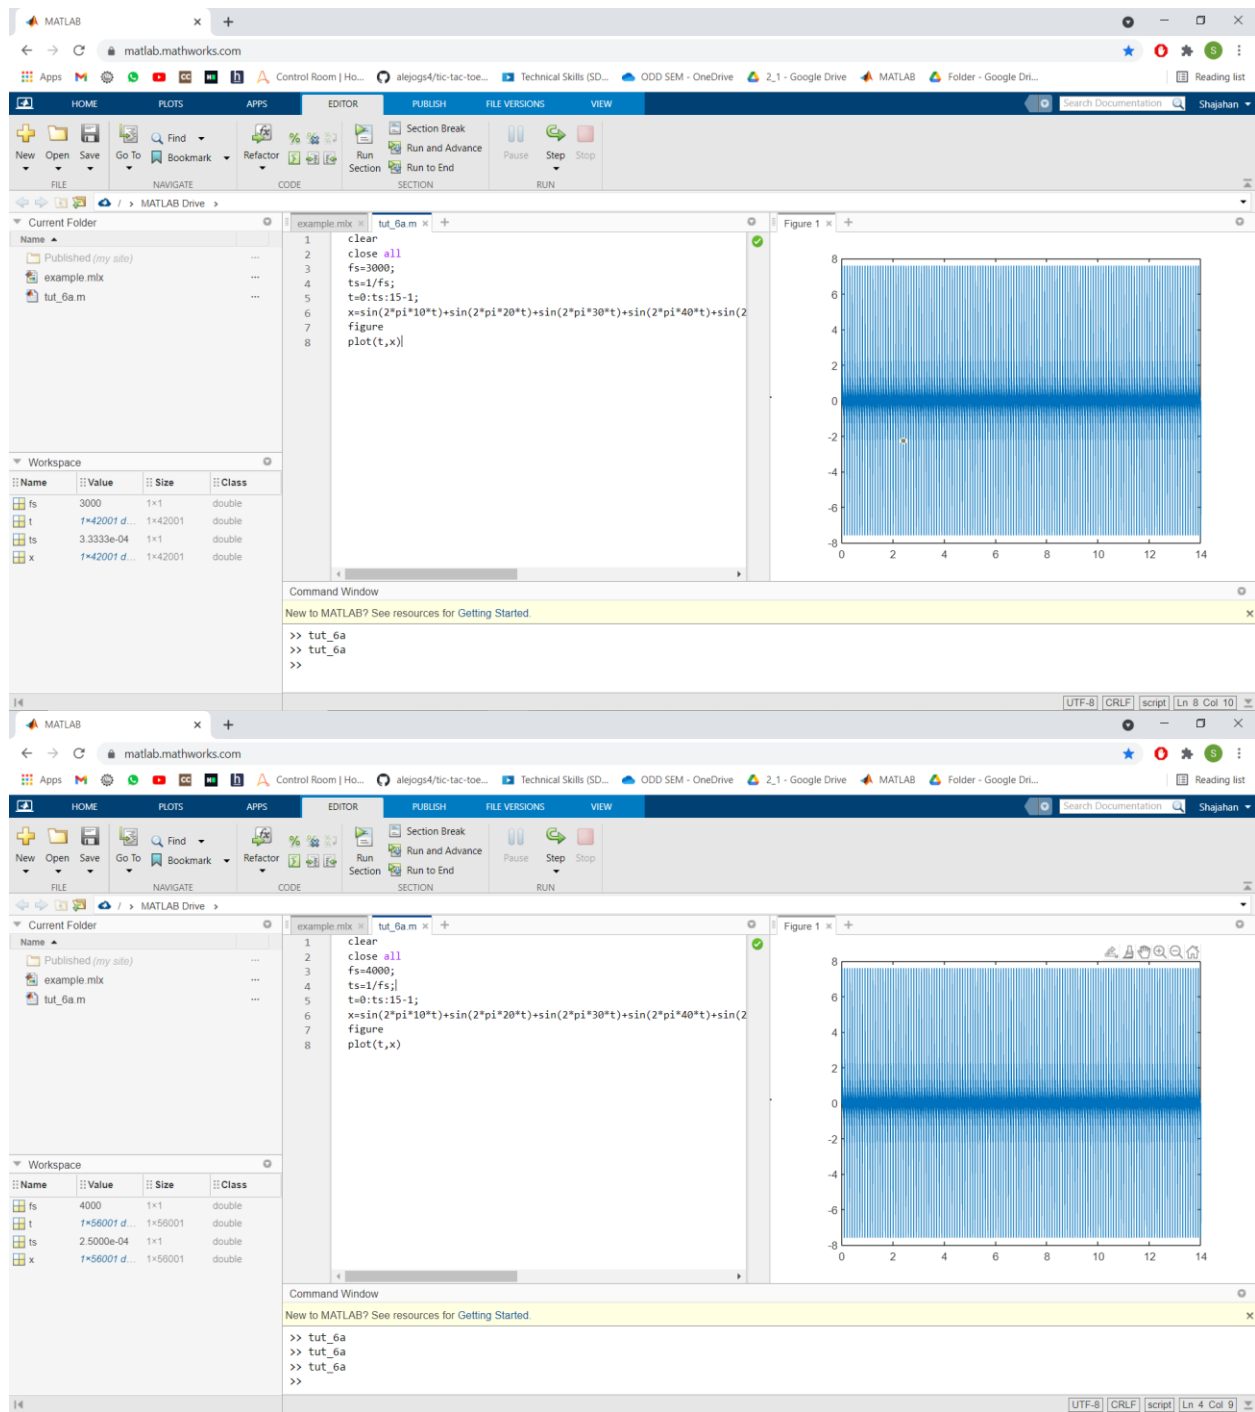 MATLAB
matlab.mathworks.com
Apps CC h Control Room | Ho... alejogs4/tic-tac-toe... Technical Skills (SD... ODD SEM - OneDrive 2_1 - Google Drive MATLAB Folder - Google Dri... Reading list
HOME PLOTS APPS EDITOR PUBLISH FILE VERSIONS VIEW Search Documentation Shajahan
New Open Save Go To Find Bookmark Refactor Run Section Section Break Run and Advance Run to End Pause Step Stop
FILE NAVIGATE CODE SECTION RUN
/ › MATLAB Drive ›
Current Folder
Name
Published (my site)
example.mlx
tut_6a.m
example.mlx tut_6a.m
1 clear
2 close all
3 fs=3000;
4 ts=1/fs;
5 t=0:ts:15-1;
6 x=sin(2*pi*10*t)+sin(2*pi*20*t)+sin(2*pi*30*t)+sin(2*pi*40*t)+sin(2
7 figure
8 plot(t,x)
Figure 1
8
6
4
2
0
-2
-4
-6
-8
0 2 4 6 8 10 12 14
Workspace
Name Value Size Class
fs 3000 1×1 double
t 1×42001 d... 1×42001 double
ts 3.3333e-04 1×1 double
x 1×42001 d... 1×42001 double
Command Window
New to MATLAB? See resources for Getting Started.
>> tut_6a
>> tut_6a
>>
UTF-8 CRLF script Ln 8 Col 10
MATLAB
matlab.mathworks.com
Apps CC h Control Room | Ho... alejogs4/tic-tac-toe... Technical Skills (SD... ODD SEM - OneDrive 2_1 - Google Drive MATLAB Folder - Google Dri... Reading list
HOME PLOTS APPS EDITOR PUBLISH FILE VERSIONS VIEW Search Documentation Shajahan
New Open Save Go To Find Bookmark Refactor Run Section Section Break Run and Advance Run to End Pause Step Stop
FILE NAVIGATE CODE SECTION RUN
/ › MATLAB Drive ›
Current Folder
Name
Published (my site)
example.mlx
tut_6a.m
example.mlx tut_6a.m
1 clear
2 close all
3 fs=4000;
4 ts=1/fs;
5 t=0:ts:15-1;
6 x=sin(2*pi*10*t)+sin(2*pi*20*t)+sin(2*pi*30*t)+sin(2*pi*40*t)+sin(2
7 figure
8 plot(t,x)
Figure 1
8
6
4
2
0
-2
-4
-6
-8
0 2 4 6 8 10 12 14
Workspace
Name Value Size Class
fs 4000 1×1 double
t 1×56001 d... 1×56001 double
ts 2.5000e-04 1×1 double
x 1×56001 d... 1×56001 double
Command Window
New to MATLAB? See resources for Getting Started.
>> tut_6a
>> tut_6a
>> tut_6a
>>
UTF-8 CRLF script Ln 4 Col 9